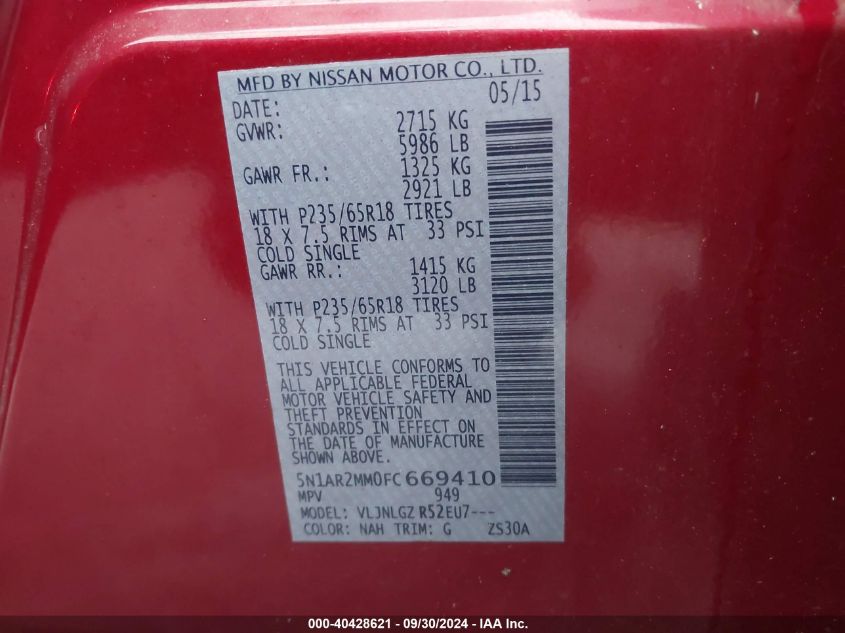 MFD BY NISSAN MOTOR CO., LTD.
DATE: 05/15
GVWR: 2715 KG
5986 LB
GAWR FR.: 1325 KG
2921 LB
WITH P235/65R18 TIRES
18 X 7.5 RIMS AT 33 PSI
COLD SINGLE
GAWR RR.: 1415 KG
3120 LB
WITH P235/65R18 TIRES
18 X 7.5 RIMS AT 33 PSI
COLD SINGLE
THIS VEHICLE CONFORMS TO
ALL APPLICABLE FEDERAL
MOTOR VEHICLE SAFETY AND
THEFT PREVENTION
STANDARDS IN EFFECT ON
THE DATE OF MANUFACTURE
SHOWN ABOVE.
5N1AR2MM0FC669410
MPV 949
MODEL: VLJNLGZ R52EU7---
COLOR: NAH TRIM: G ZS30A
000-40428621 - 09/30/2024 - IAA Inc.